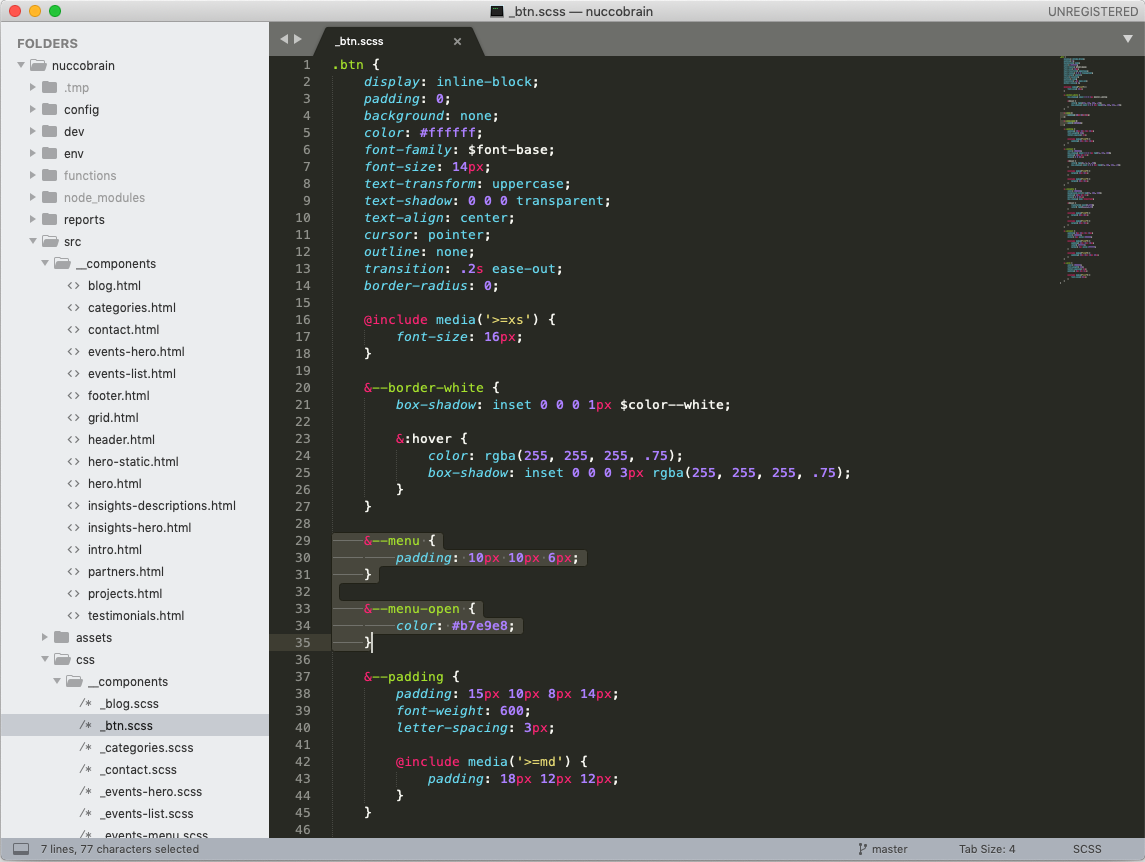 _btn.scss — nuccobrain
UNREGISTERED
FOLDERS
nuccobrain
.tmp
config
dev
env
functions
node_modules
reports
src
__components
<> blog.html
<> categories.html
<> contact.html
<> events-hero.html
<> events-list.html
<> footer.html
<> grid.html
<> header.html
<> hero-static.html
<> hero.html
<> insights-descriptions.html
<> insights-hero.html
<> intro.html
<> partners.html
<> projects.html
<> testimonials.html
assets
css
__components
/* _blog.scss
/* _btn.scss
/* _categories.scss
/* _contact.scss
/* _events-hero.scss
/* _events-list.scss
/* _events-menu.scss
_btn.scss ×
1 .btn {
2 display: inline-block;
3 padding: 0;
4 background: none;
5 color: #ffffff;
6 font-family: $font-base;
7 font-size: 14px;
8 text-transform: uppercase;
9 text-shadow: 0 0 0 transparent;
10 text-align: center;
11 cursor: pointer;
12 outline: none;
13 transition: .2s ease-out;
14 border-radius: 0;
15
16 @include media('>=xs') {
17 font-size: 16px;
18 }
19
20 &--border-white {
21 box-shadow: inset 0 0 0 1px $color--white;
22
23 &:hover {
24 color: rgba(255, 255, 255, .75);
25 box-shadow: inset 0 0 0 3px rgba(255, 255, 255, .75);
26 }
27 }
28
29 &--menu {
30 padding: 10px 10px 6px;
31 }
32
33 &--menu-open {
34 color: #b7e9e8;
35 }
36
37 &--padding {
38 padding: 15px 10px 8px 14px;
39 font-weight: 600;
40 letter-spacing: 3px;
41
42 @include media('>=md') {
43 padding: 18px 12px 12px;
44 }
45 }
46
7 lines, 77 characters selected
master
Tab Size: 4
SCSS